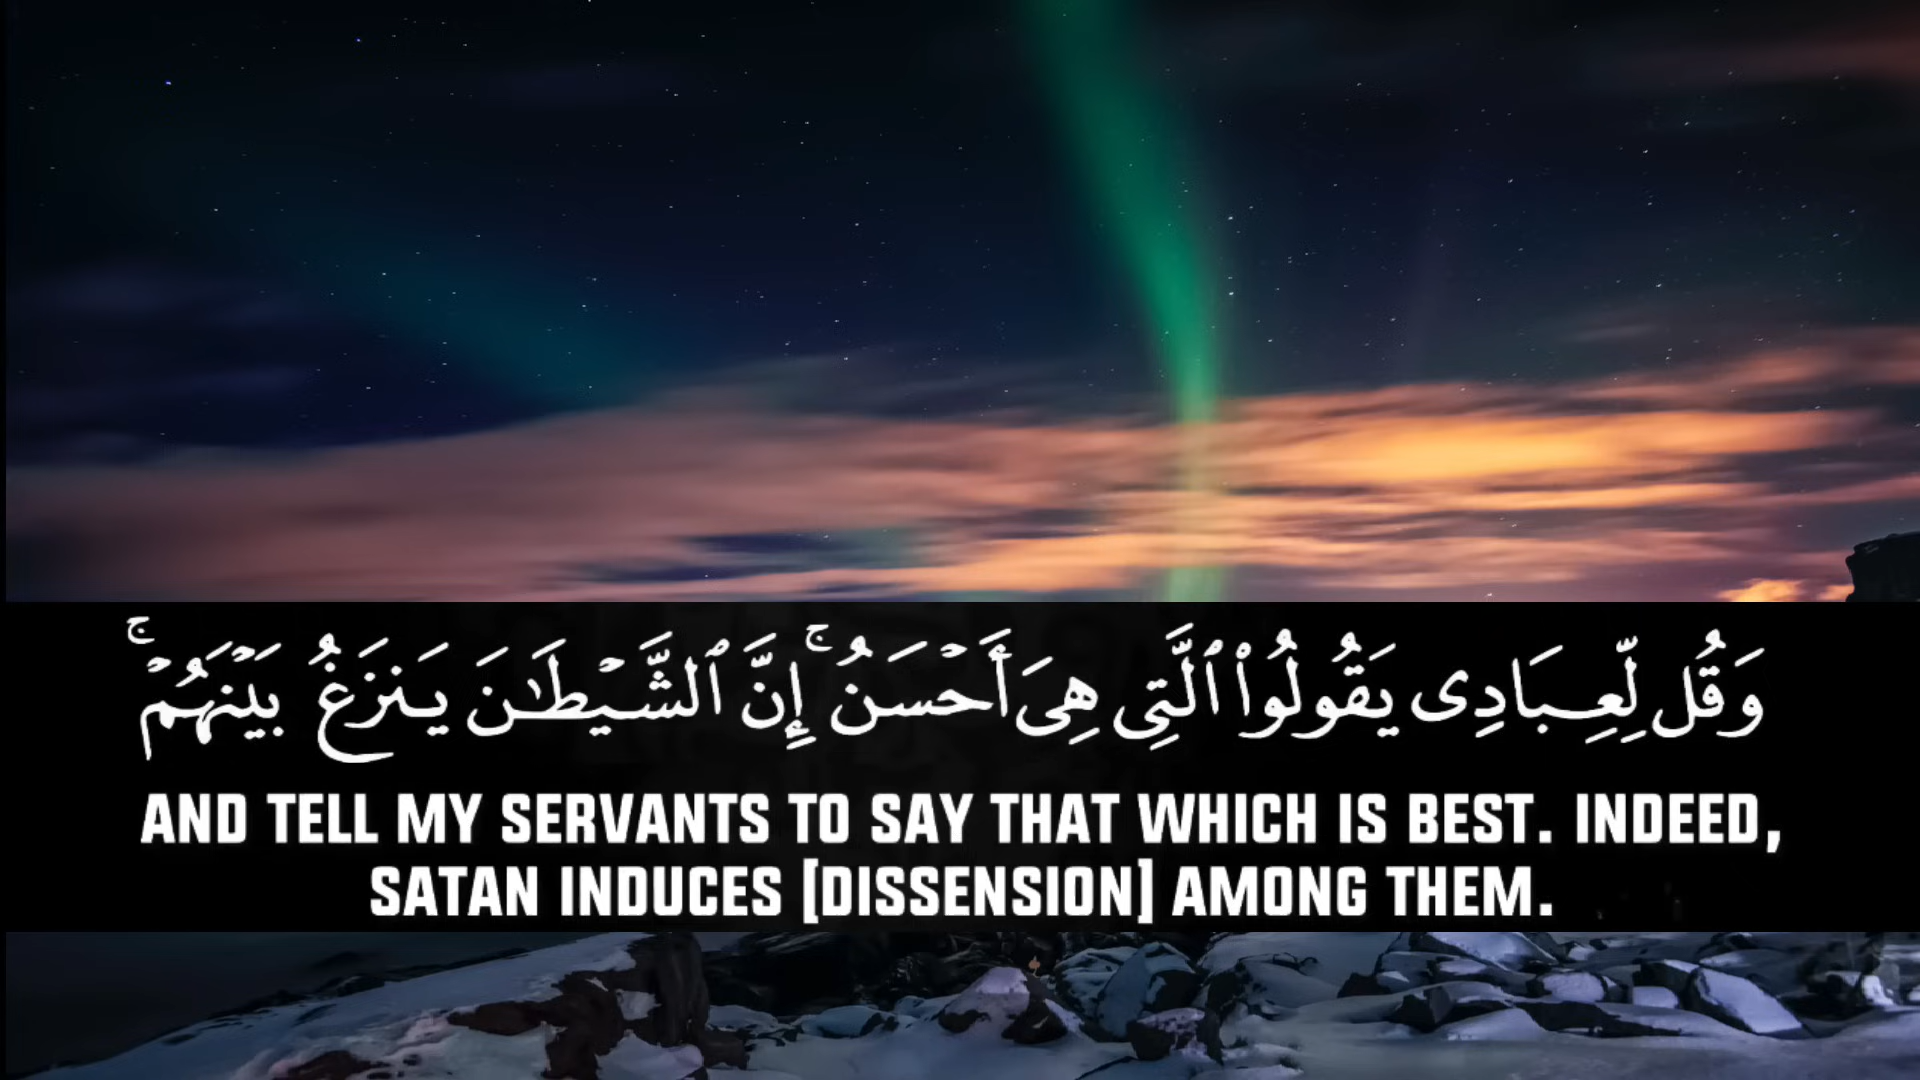 وَقُل لِّعِبَادِى يَقُولُوا۟ ٱلَّتِى هِىَ أَحْسَنُ ۚ إِنَّ ٱلشَّيْطَـٰنَ يَنزَغُ بَيْنَهُمْ ۚ
AND TELL MY SERVANTS TO SAY THAT WHICH IS BEST. INDEED,
SATAN INDUCES [DISSENSION] AMONG THEM.